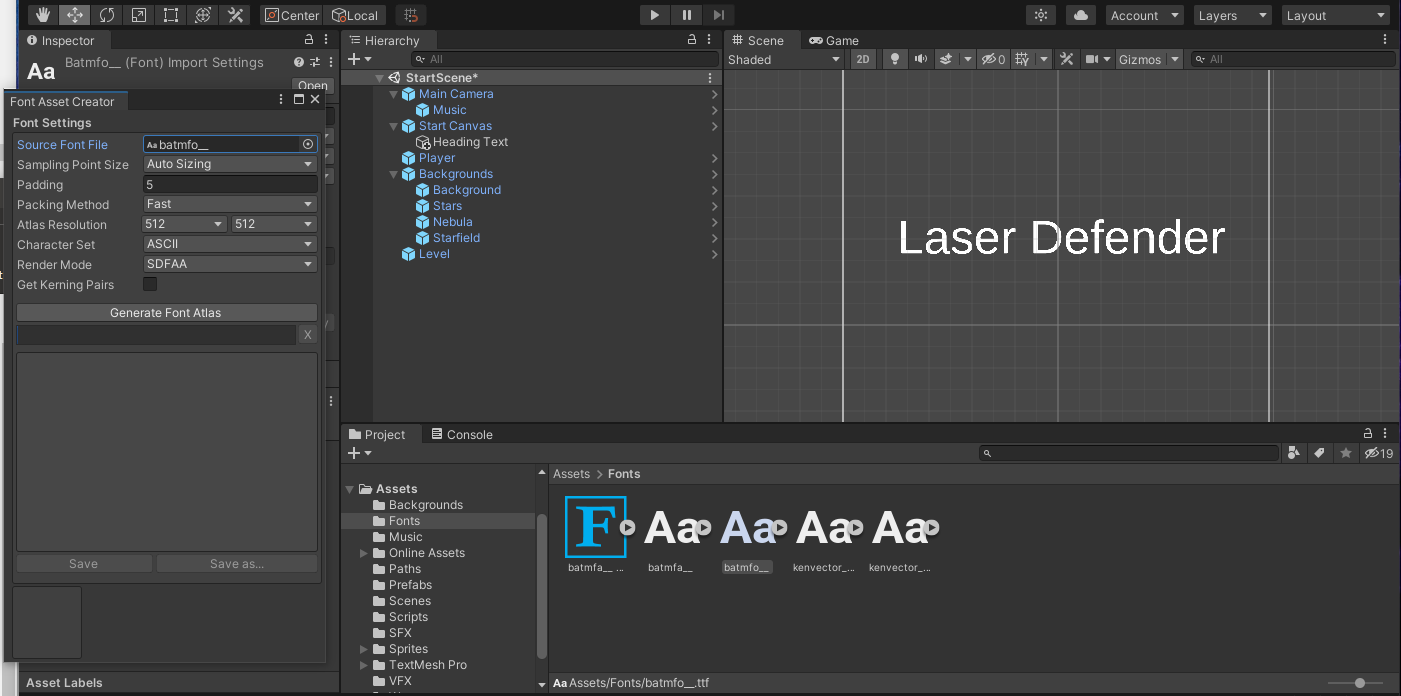 Center
Local
Account
Layers
Layout
Inspector
Hierarchy
Scene
Game
All
Shaded
2D
0
Gizmos
All
Aa
Batmfo__ (Font) Import Settings
Open
Font Asset Creator
Font Settings
Source Font File
Aa batmfo__
Sampling Point Size
Auto Sizing
Padding
5
Packing Method
Fast
Atlas Resolution
512
512
Character Set
ASCII
Render Mode
SDFAA
Get Kerning Pairs
Generate Font Atlas
X
Save
Save as...
Asset Labels
StartScene*
Main Camera
Music
Start Canvas
Heading Text
Player
Backgrounds
Background
Stars
Nebula
Starfield
Level
Laser Defender
Project
Console
19
Assets
Backgrounds
Fonts
Music
Online Assets
Paths
Prefabs
Scenes
Scripts
SFX
Sprites
TextMesh Pro
VFX
Assets > Fonts
F
Aa
Aa
Aa
Aa
batmfa__ ...
batmfa__
batmfo__
kenvector_...
kenvector_...
Aa Assets/Fonts/batmfo__.ttf